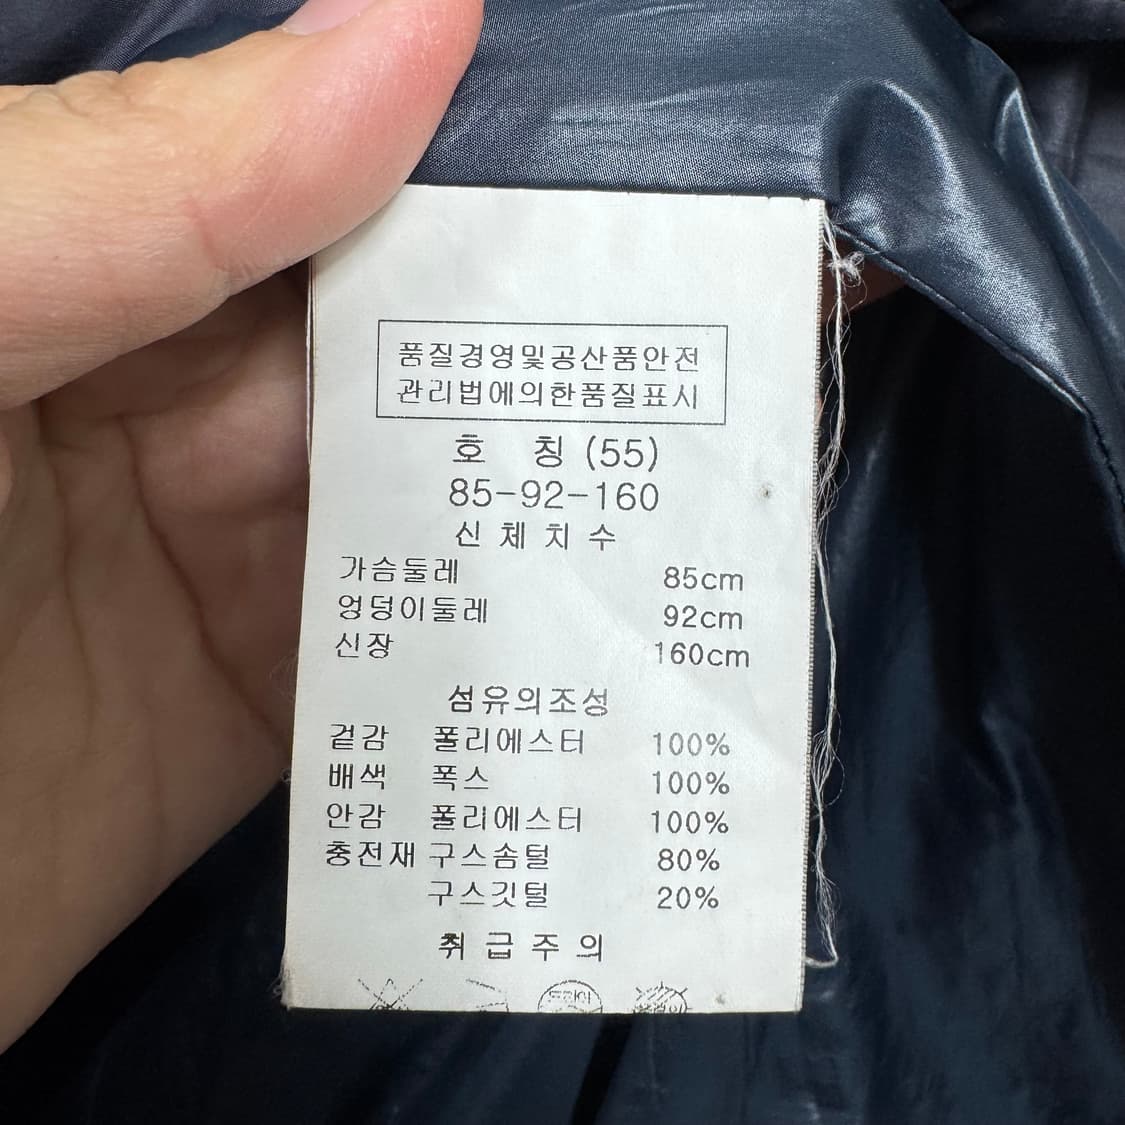 품질경영및공산품안전
관리법에의한품질표시
호 칭 (55)
85-92-160
신 체 치 수
가슴둘레 85cm
엉덩이둘레 92cm
신장 160cm
섬유의조성
겉감 폴리에스터 100%
배색 폭스 100%
안감 폴리에스터 100%
충전재 구스솜털 80%
구스깃털 20%
취 급 주 의
드라이